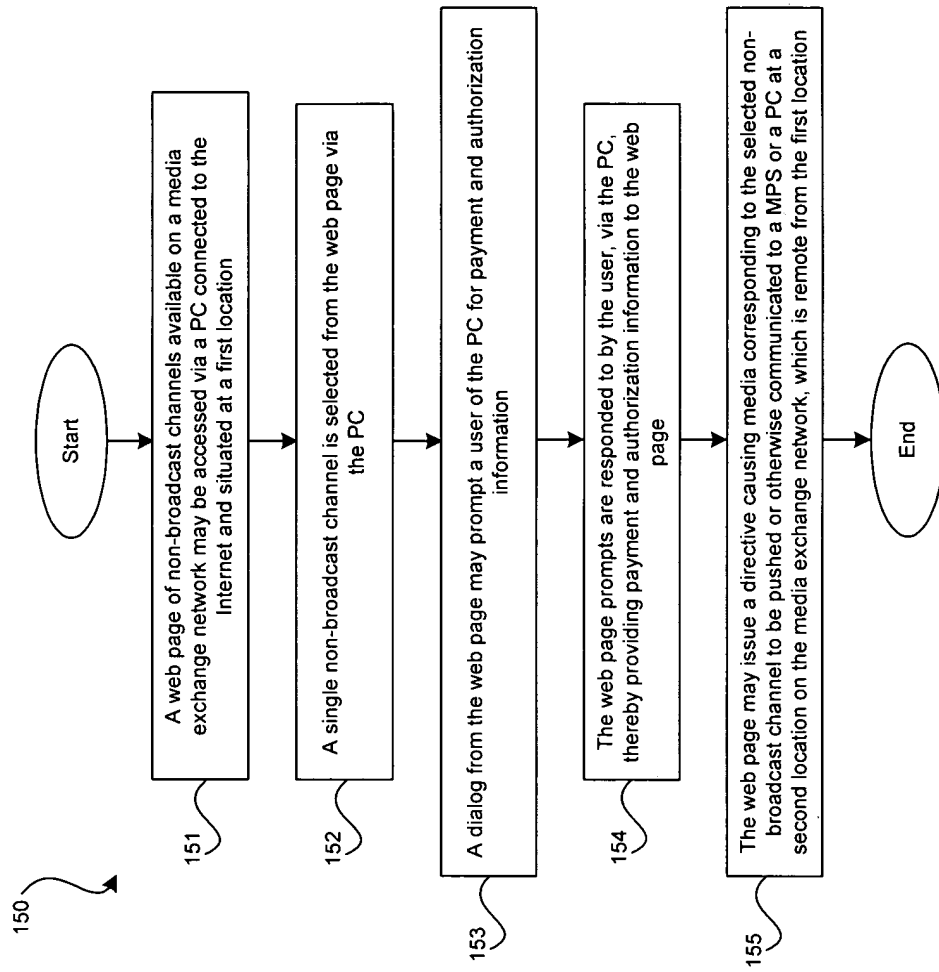 150
Start
151
A web page of non-broadcast channels available on a media
exchange network may be accessed via a PC connected to the
Internet and situated at a first location
152
A single non-broadcast channel is selected from the web page via
the PC
153
A dialog from the web page may prompt a user of the PC for payment and authorization
information
154
The web page prompts are responded to by the user, via the PC,
thereby providing payment and authorization information to the web
page
155
The web page may issue a directive causing media corresponding to the selected non-
broadcast channel to be pushed or otherwise communicated to a MPS or a PC at a
second location on the media exchange network, which is remote from the first location
End